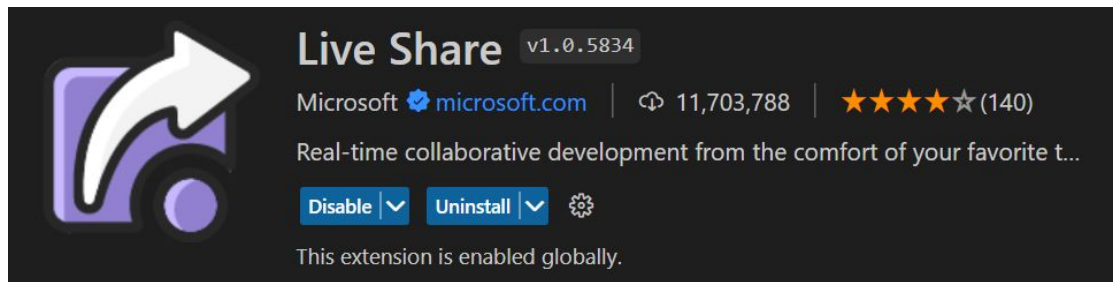 Live Share v1.0.5834
Microsoft microsoft.com 11,703,788 (140)
Real-time collaborative development from the comfort of your favorite t...
Disable Uninstall
This extension is enabled globally.